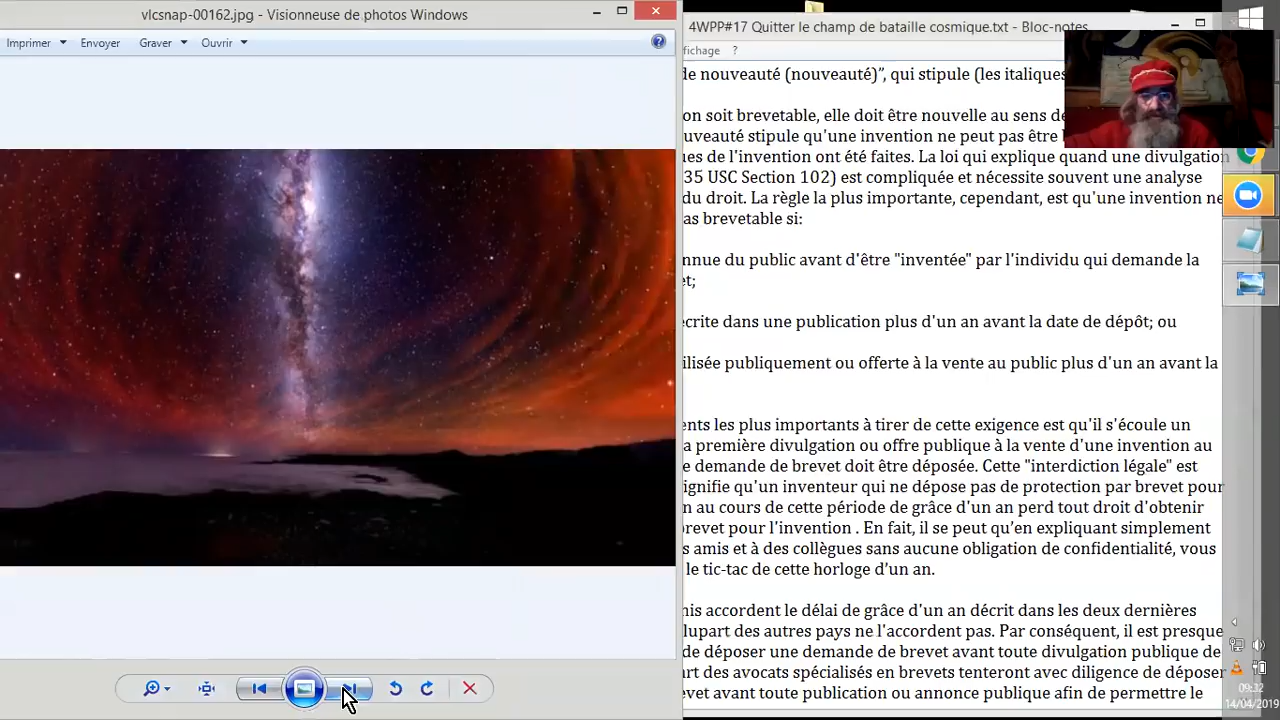 vlcsnap-00162.jpg - Visionneuse de photos Windows
Imprimer
Envoyer
Graver
Ouvrir
4WPP#17 Quitter le champ de bataille cosmique.txt - Bloc-notes
fichage ?
de nouveauté (nouveauté)”, qui stipule (les italiques
on soit brevetable, elle doit être nouvelle au sens de
uveauté stipule qu'une invention ne peut pas être
ues de l'invention ont été faites. La loi qui explique quand une divulgation
35 USC Section 102) est compliquée et nécessite souvent une analyse
du droit. La règle la plus importante, cependant, est qu'une invention ne
as brevetable si:
nnue du public avant d'être "inventée" par l'individu qui demande la
et;
crite dans une publication plus d'un an avant la date de dépôt; ou
ilisée publiquement ou offerte à la vente au public plus d'un an avant la
ents les plus importants à tirer de cette exigence est qu'il s'écoule un
a première divulgation ou offre publique à la vente d'une invention au
e demande de brevet doit être déposée. Cette "interdiction légale" est
ignifie qu'un inventeur qui ne dépose pas de protection par brevet pour
n au cours de cette période de grâce d'un an perd tout droit d'obtenir
brevet pour l'invention . En fait, il se peut qu’en expliquant simplement
s amis et à des collègues sans aucune obligation de confidentialité, vous
le tic-tac de cette horloge d’un an.
nis accordent le délai de grâce d'un an décrit dans les deux dernières
lupart des autres pays ne l'accordent pas. Par conséquent, il est presque
de déposer une demande de brevet avant toute divulgation publique de
art des avocats spécialisés en brevets tenteront avec diligence de déposer
evet avant toute publication ou annonce publique afin de permettre le
09:32
14/04/2019